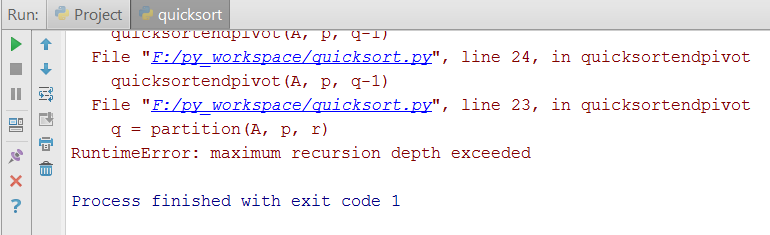 Run: Project quicksort
quicksortendpivot(A, p, q-1)
File "F:/py_workspace/quicksort.py", line 24, in quicksortendpivot
quicksortendpivot(A, p, q-1)
File "F:/py_workspace/quicksort.py", line 23, in quicksortendpivot
q = partition(A, p, r)
RuntimeError: maximum recursion depth exceeded
Process finished with exit code 1